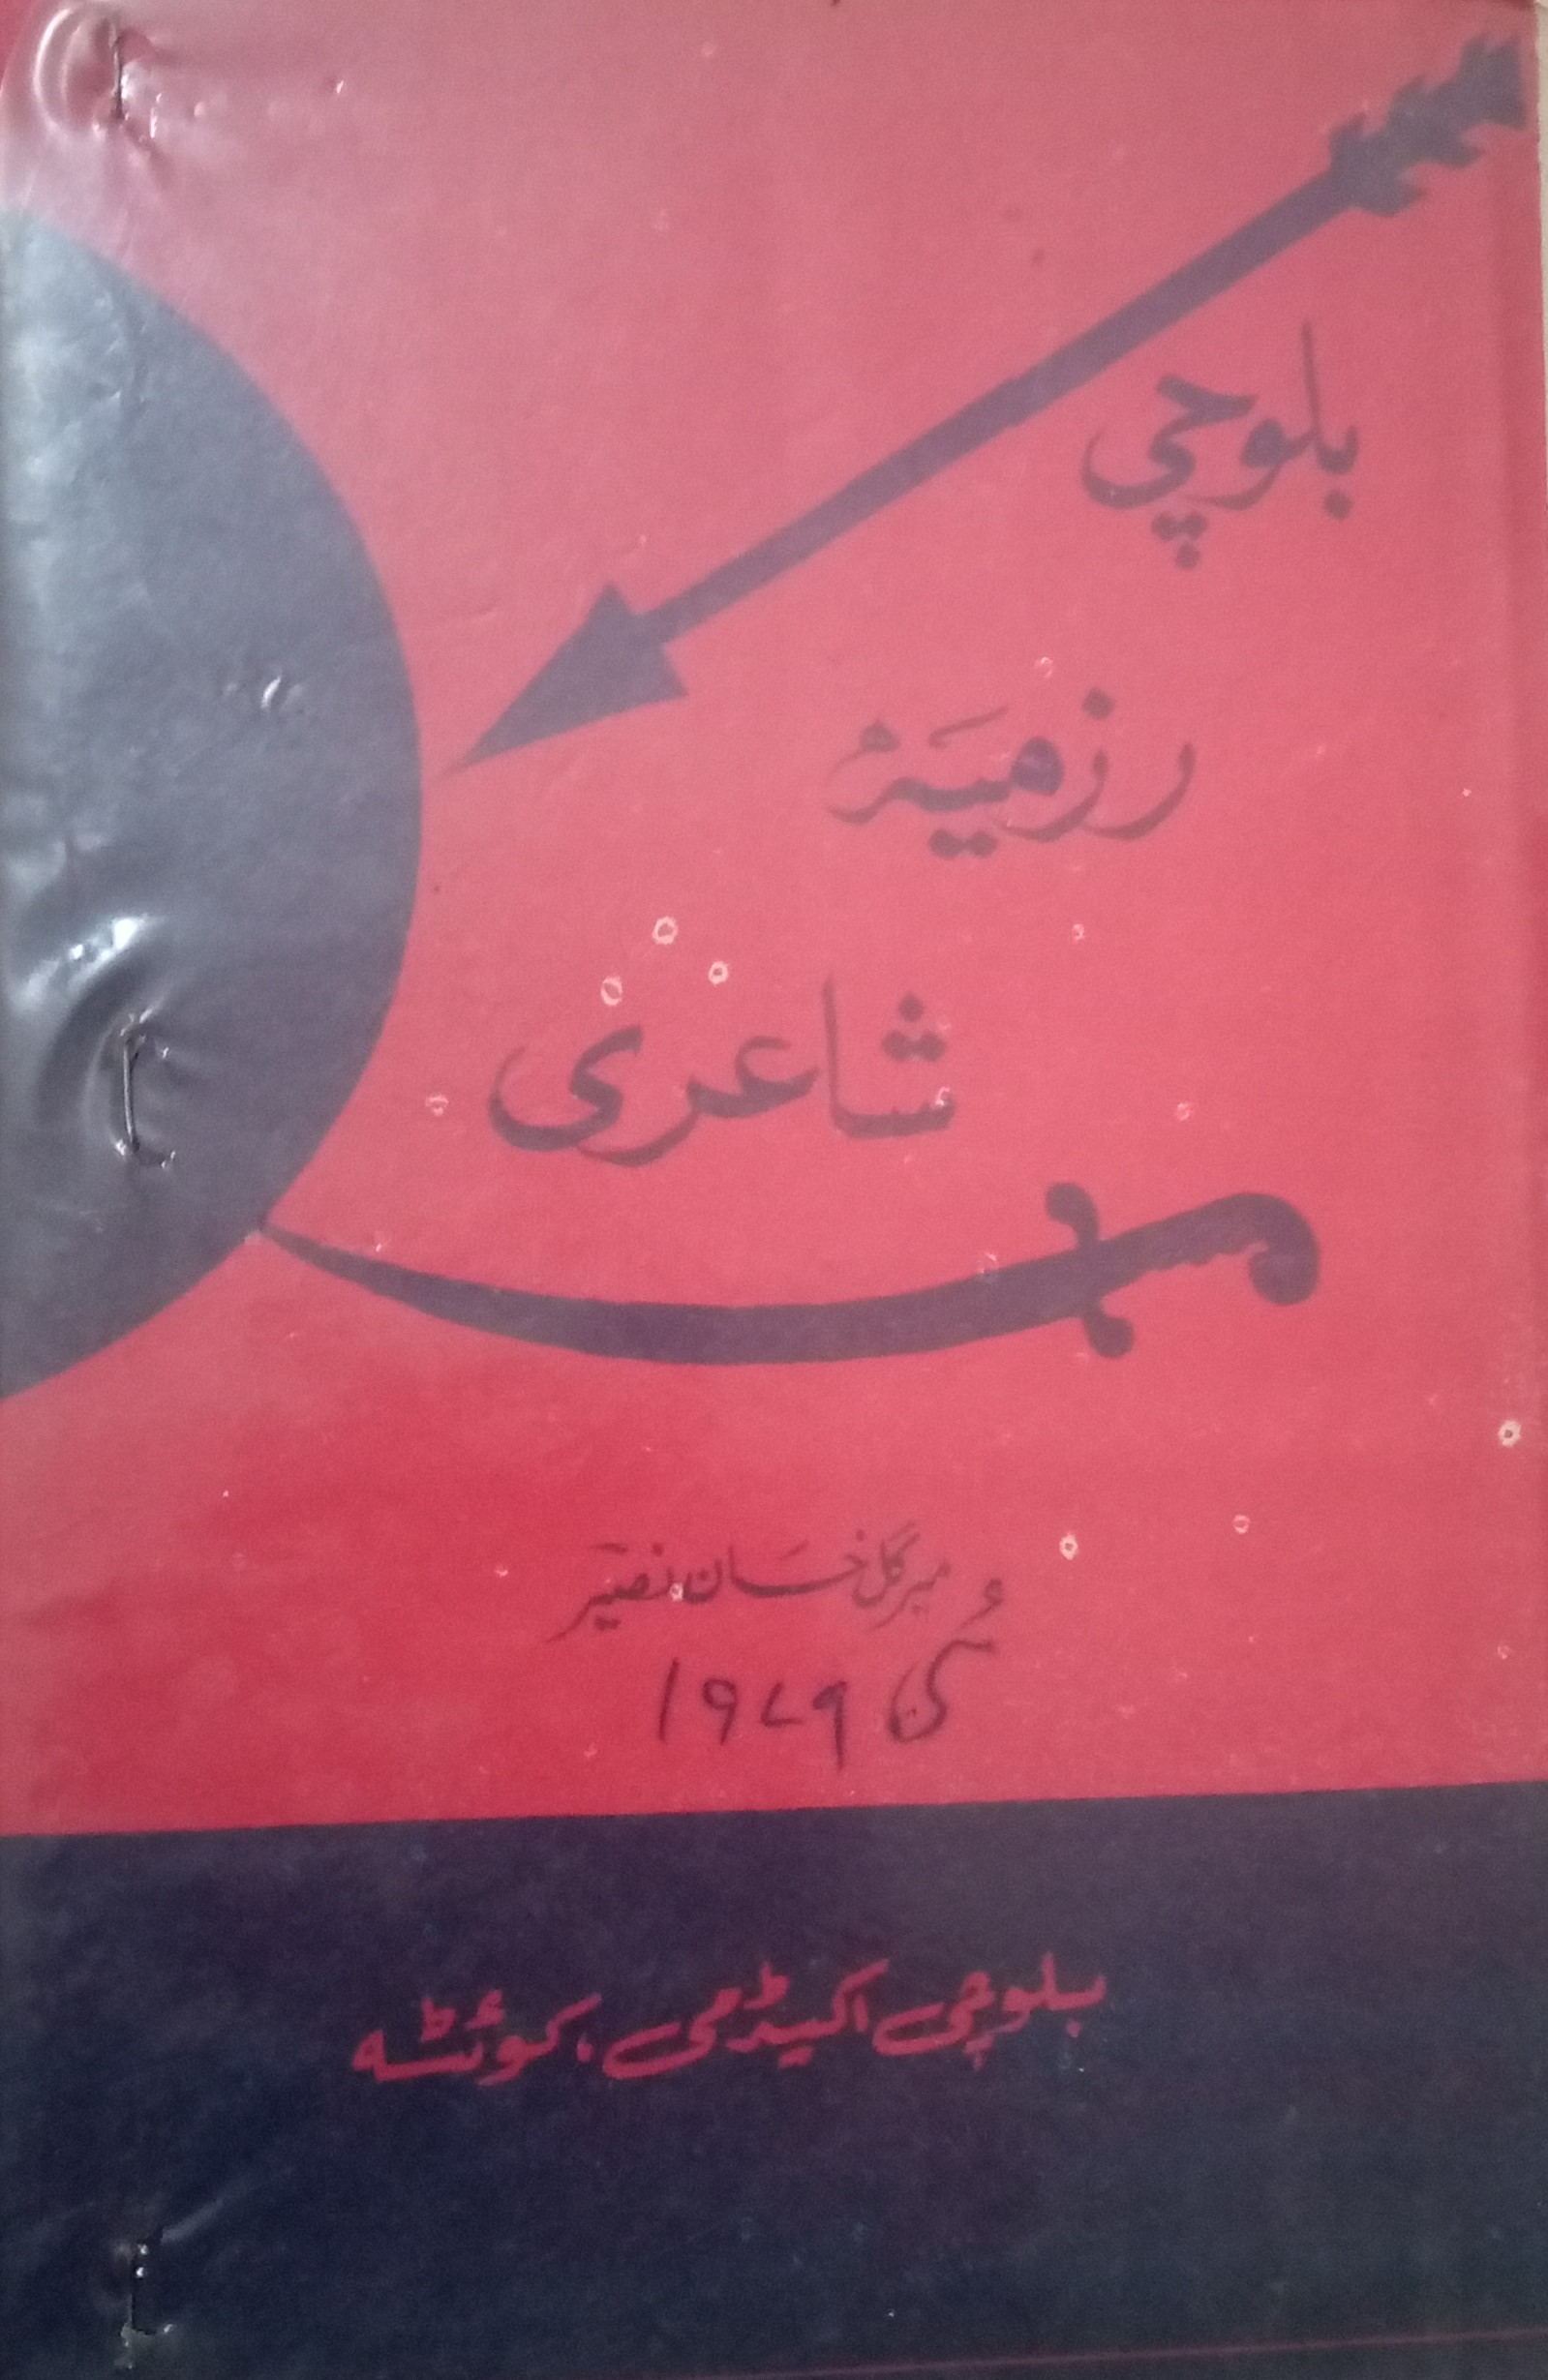 بلوچی
رزمیہ
شاعری
میر گل خان نصیر
مئی ۱۹۷۹
بلوچی اکیڈمی، کوئٹہ